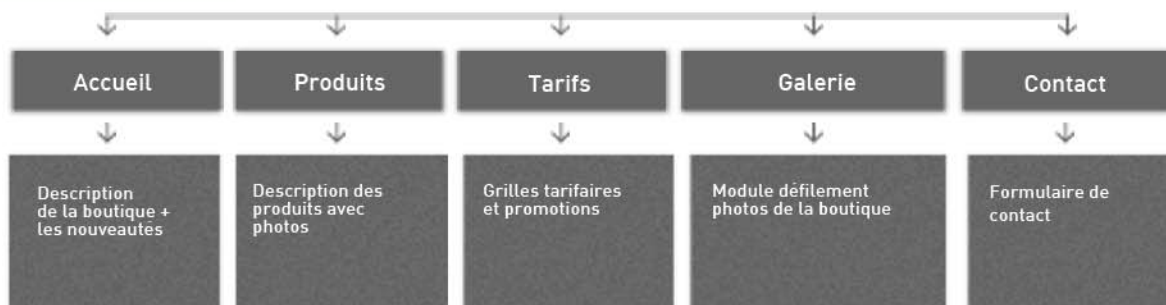 Accueil
Produits
Tarifs
Galerie
Contact
Description
de la boutique +
les nouveautés
Description des
produits avec
photos
Grilles tarifaires
et promotions
Module défilement
photos de la boutique
Formulaire de
contact